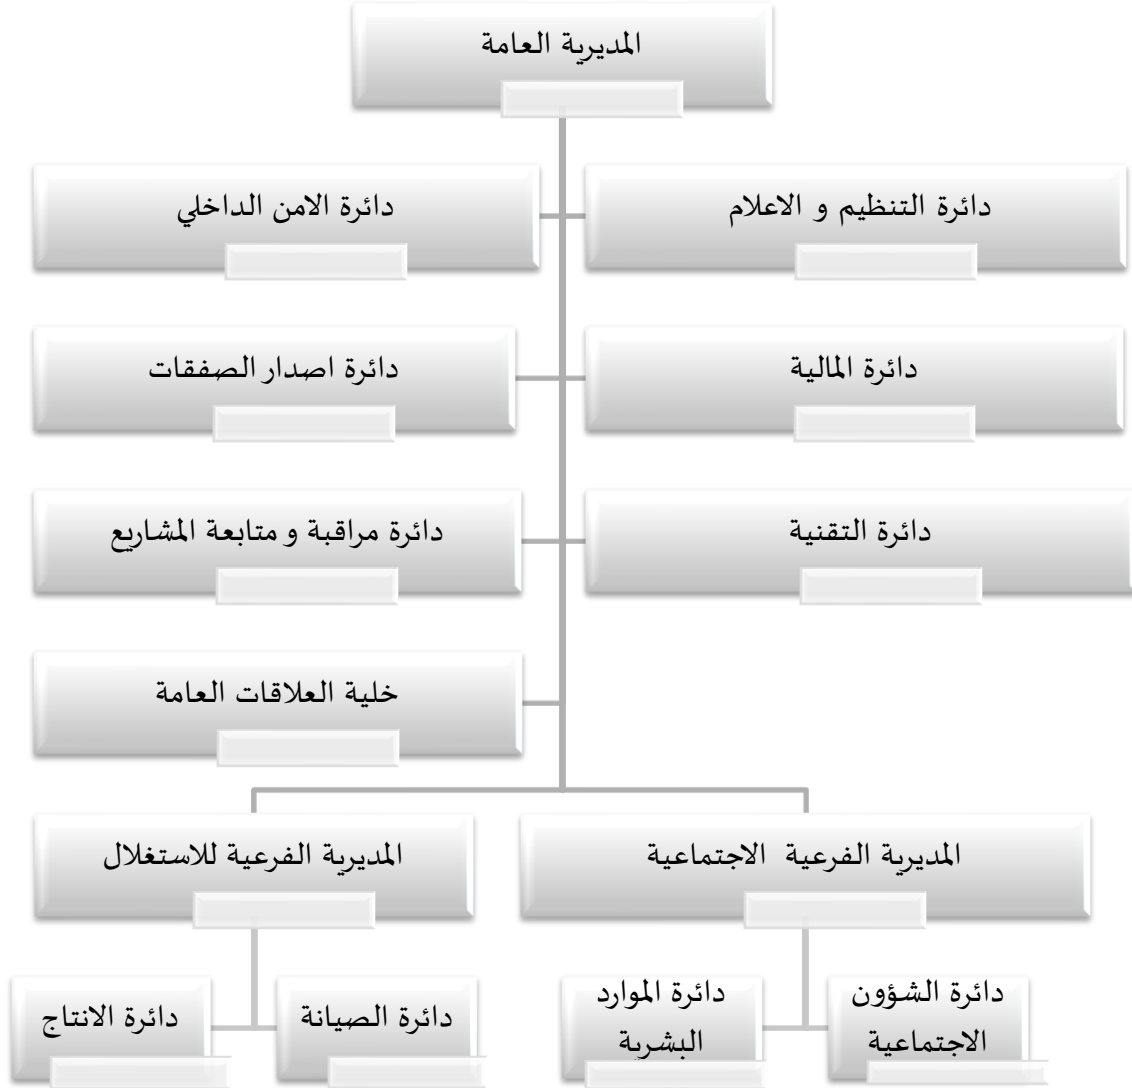 المديرية العامة
دائرة التنظيم و الاعلام
دائرة الامن الداخلي
دائرة المالية
دائرة اصدار الصفقات
دائرة التقنية
دائرة مراقبة و متابعة المشاريع
خلية العلاقات العامة
المديرية الفرعية الاجتماعية
المديرية الفرعية للاستغلال
دائرة الشؤون
الاجتماعية
دائرة الموارد
البشرية
دائرة الصيانة
دائرة الانتاج